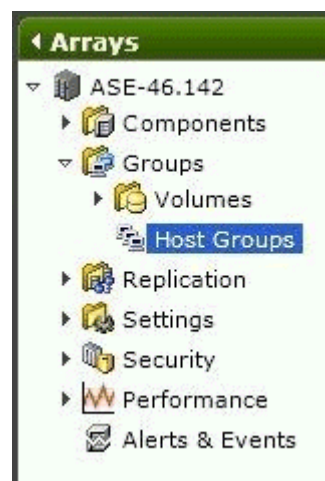 Arrays
ASE-46.142
Components
Groups
Volumes
Host Groups
Replication
Settings
Security
Performance
Alerts & Events